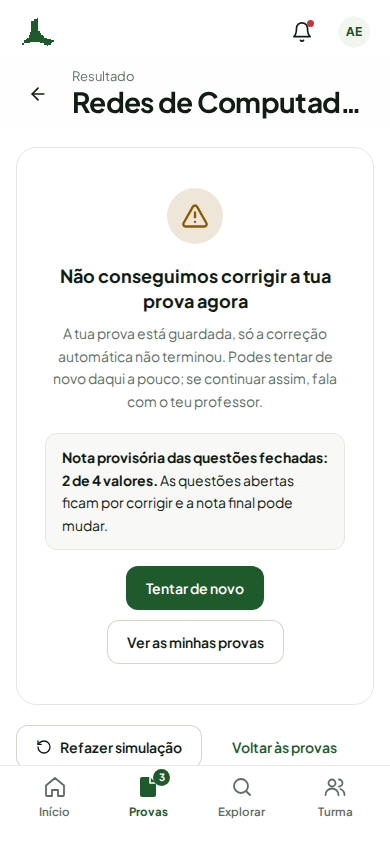 AE
Resultado
Redes de Computad...
Não conseguimos corrigir a tua
prova agora
A tua prova está guardada, só a correção
automática não terminou. Podes tentar de
novo daqui a pouco; se continuar assim, fala
com o teu professor.
Nota provisória das questões fechadas:
2 de 4 valores. As questões abertas
ficam por corrigir e a nota final pode
mudar.
Tentar de novo
Ver as minhas provas
Refazer simulação
Voltar às provas
3
Início
Provas
Explorar
Turma